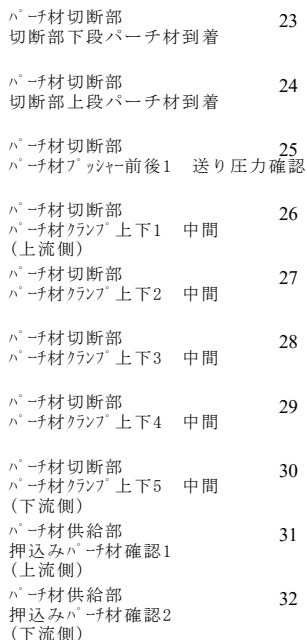 ﾊﾟｰﾁ材切断部 23
切断部下段パーチ材到着
ﾊﾟｰﾁ材切断部 24
切断部上段パーチ材到着
ﾊﾟｰﾁ材切断部 25
ﾊﾟｰﾁ材ﾌﾟｯｼｬｰ前後1 送り圧力確認
ﾊﾟｰﾁ材切断部 26
ﾊﾟｰﾁ材ｸﾗﾝﾌﾟ上下1 中間
(上流側)
ﾊﾟｰﾁ材切断部 27
ﾊﾟｰﾁ材ｸﾗﾝﾌﾟ上下2 中間
ﾊﾟｰﾁ材切断部 28
ﾊﾟｰﾁ材ｸﾗﾝﾌﾟ上下3 中間
ﾊﾟｰﾁ材切断部 29
ﾊﾟｰﾁ材ｸﾗﾝﾌﾟ上下4 中間
ﾊﾟｰﾁ材切断部 30
ﾊﾟｰﾁ材ｸﾗﾝﾌﾟ上下5 中間
(下流側)
ﾊﾟｰﾁ材供給部 31
押込みﾊﾟｰﾁ材確認1
(上流側)
ﾊﾟｰﾁ材供給部 32
押込みﾊﾟｰﾁ材確認2
(下流側)